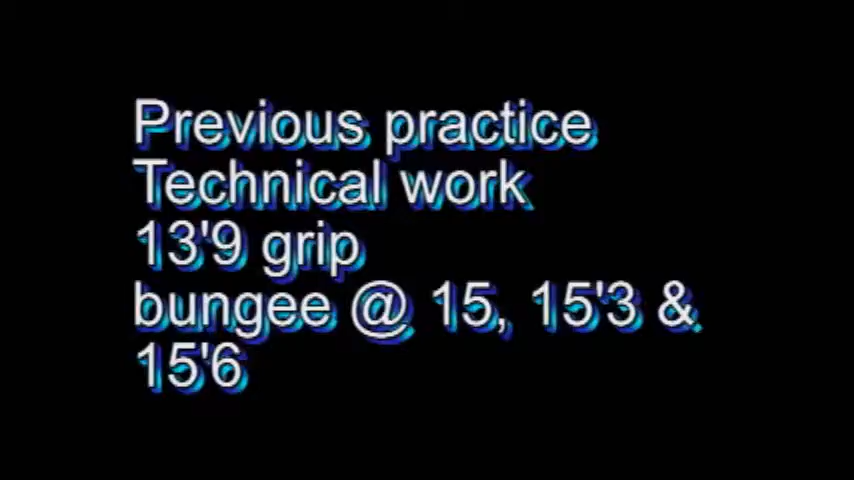 Previous practice
Technical work
13'9 grip
bungee @ 15, 15'3 &
15'6